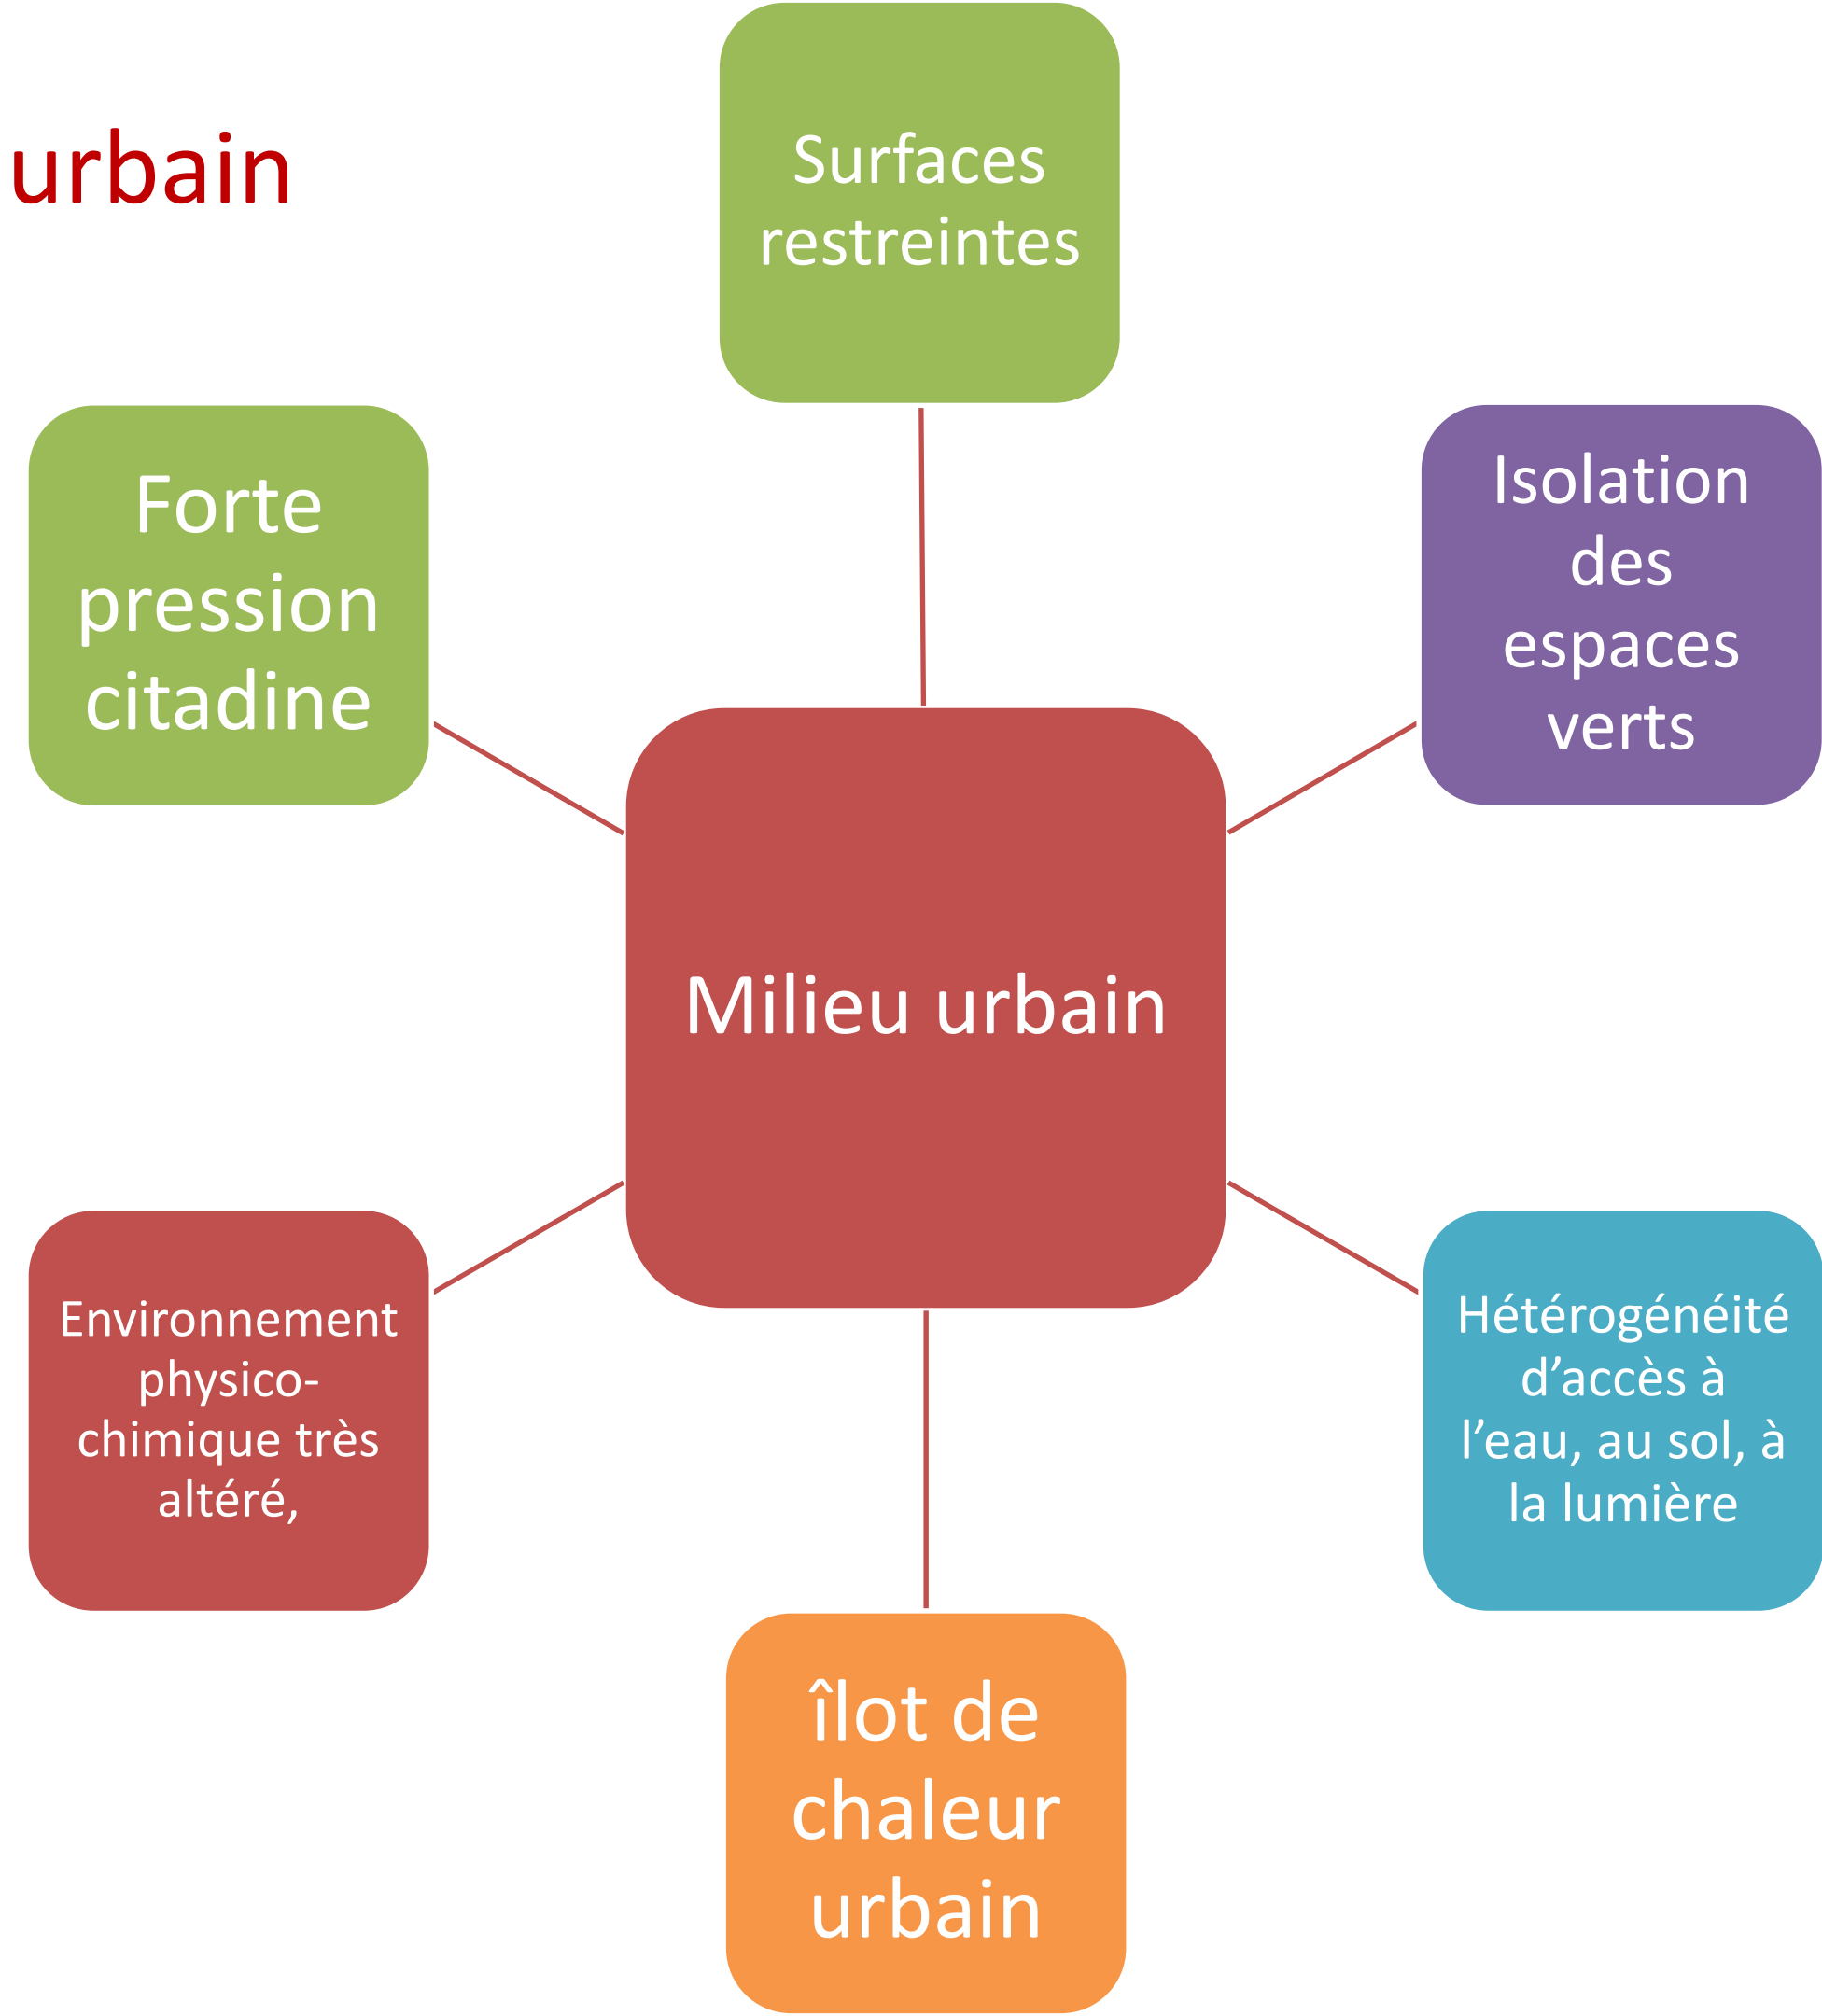 urbain
Surfaces
restreintes
Forte
pression
citadine
Isolation
des
espaces
verts
Milieu urbain
Environnement
physico-
chimique très
altéré,
Hétérogénéité
d’accès à
l’eau, au sol, à
la lumière
îlot de
chaleur
urbain